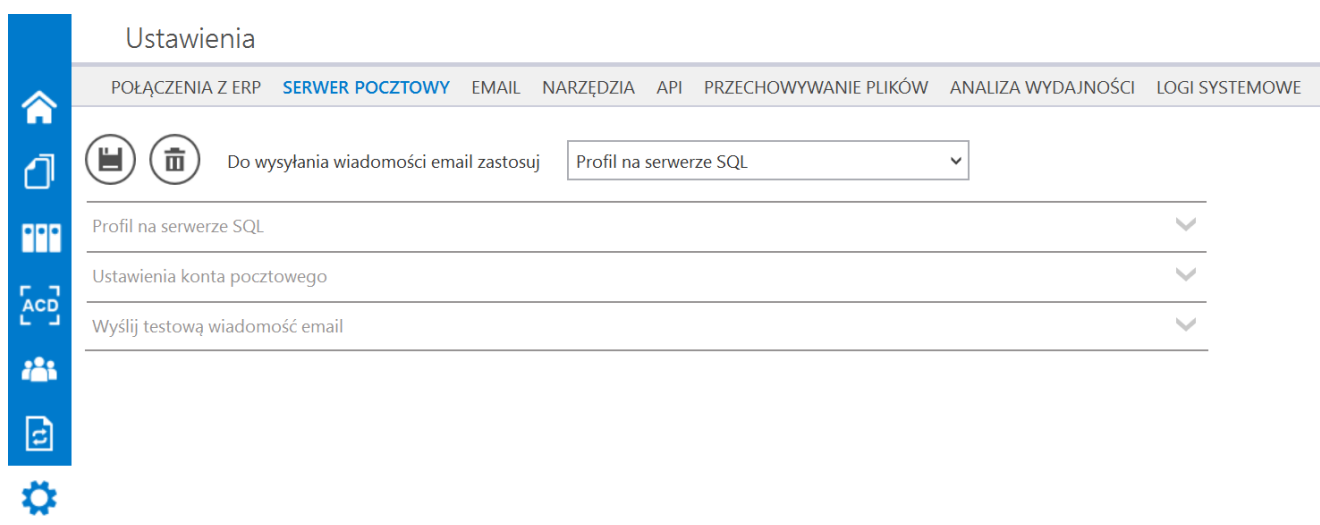 Ustawienia
POŁĄCZENIA Z ERP SERWER POCZTOWY EMAIL NARZĘDZIA API PRZECHOWYWANIE PLIKÓW ANALIZA WYDAJNOŚCI LOGI SYSTEMOWE
Do wysyłania wiadomości email zastosuj Profil na serwerze SQL
Profil na serwerze SQL
Ustawienia konta pocztowego
ACD
Wyślij testową wiadomość email